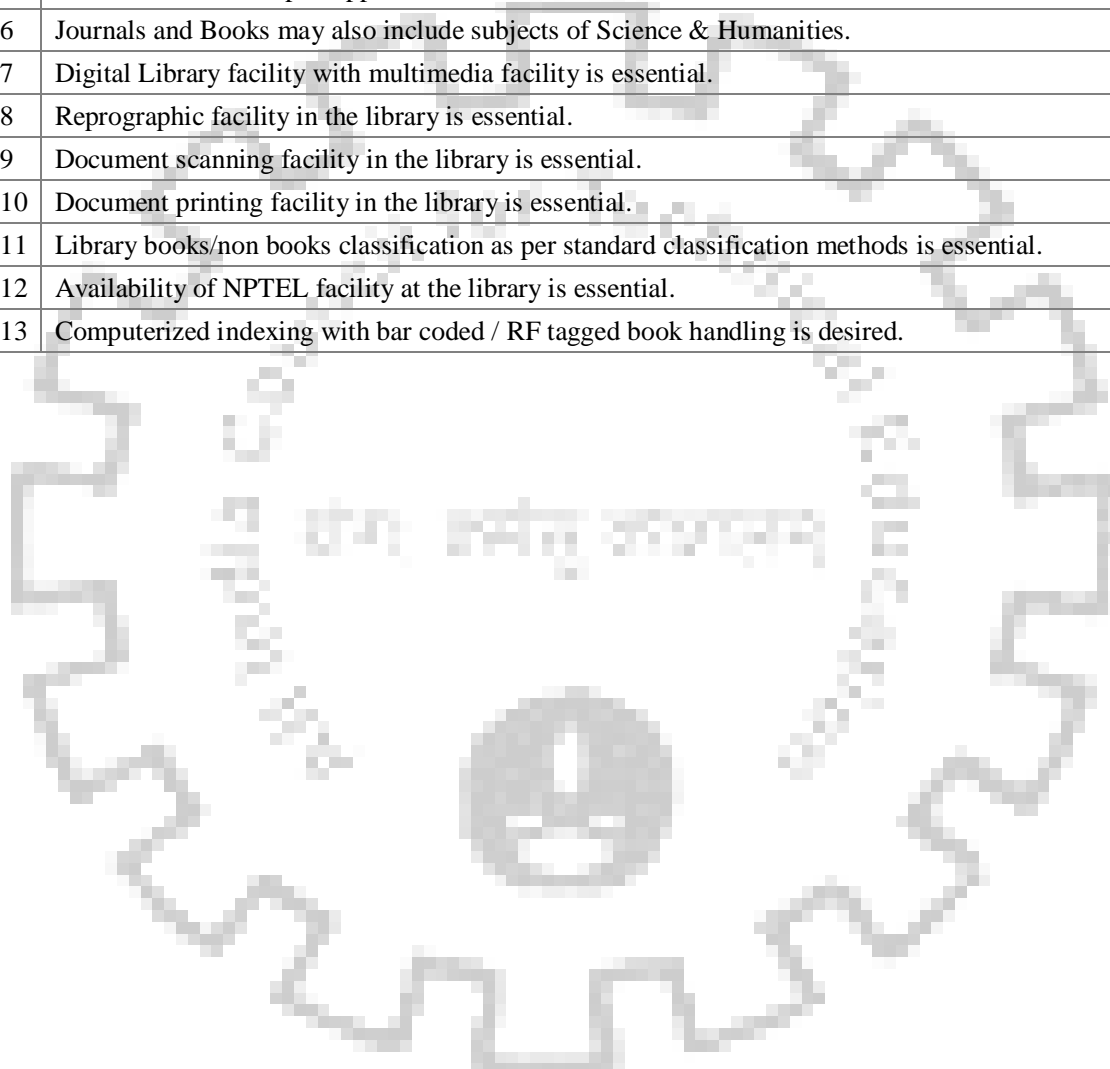 6 Journals and Books may also include subjects of Science & Humanities.
7 Digital Library facility with multimedia facility is essential.
8 Reprographic facility in the library is essential.
9 Document scanning facility in the library is essential.
10 Document printing facility in the library is essential.
11 Library books/non books classification as per standard classification methods is essential.
12 Availability of NPTEL facility at the library is essential.
13 Computerized indexing with bar coded / RF tagged book handling is desired.